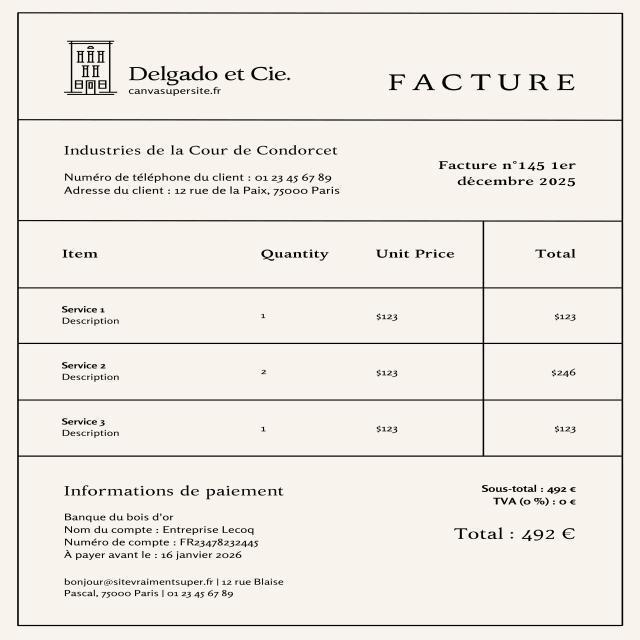 Delgado et Cie.
canvasupersite.fr
FACTURE
Industries de la Cour de Condorcet
Numéro de téléphone du client : 01 23 45 67 89
Adresse du client : 12 rue de la Paix, 75000 Paris
Facture n°145 1er
décembre 2025
Item Quantity Unit Price Total
Service 1
Description
1 $123 $123
Service 2
Description
2 $123 $246
Service 3
Description
1 $123 $123
Informations de paiement
Banque du bois d'or
Nom du compte : Entreprise Lecoq
Numéro de compte : FR23478232445
À payer avant le : 16 janvier 2026
bonjour@sitevraimentsuper.fr | 12 rue Blaise
Pascal, 75000 Paris | 01 23 45 67 89
Sous-total : 492 €
TVA (0 %) : 0 €
Total : 492 €